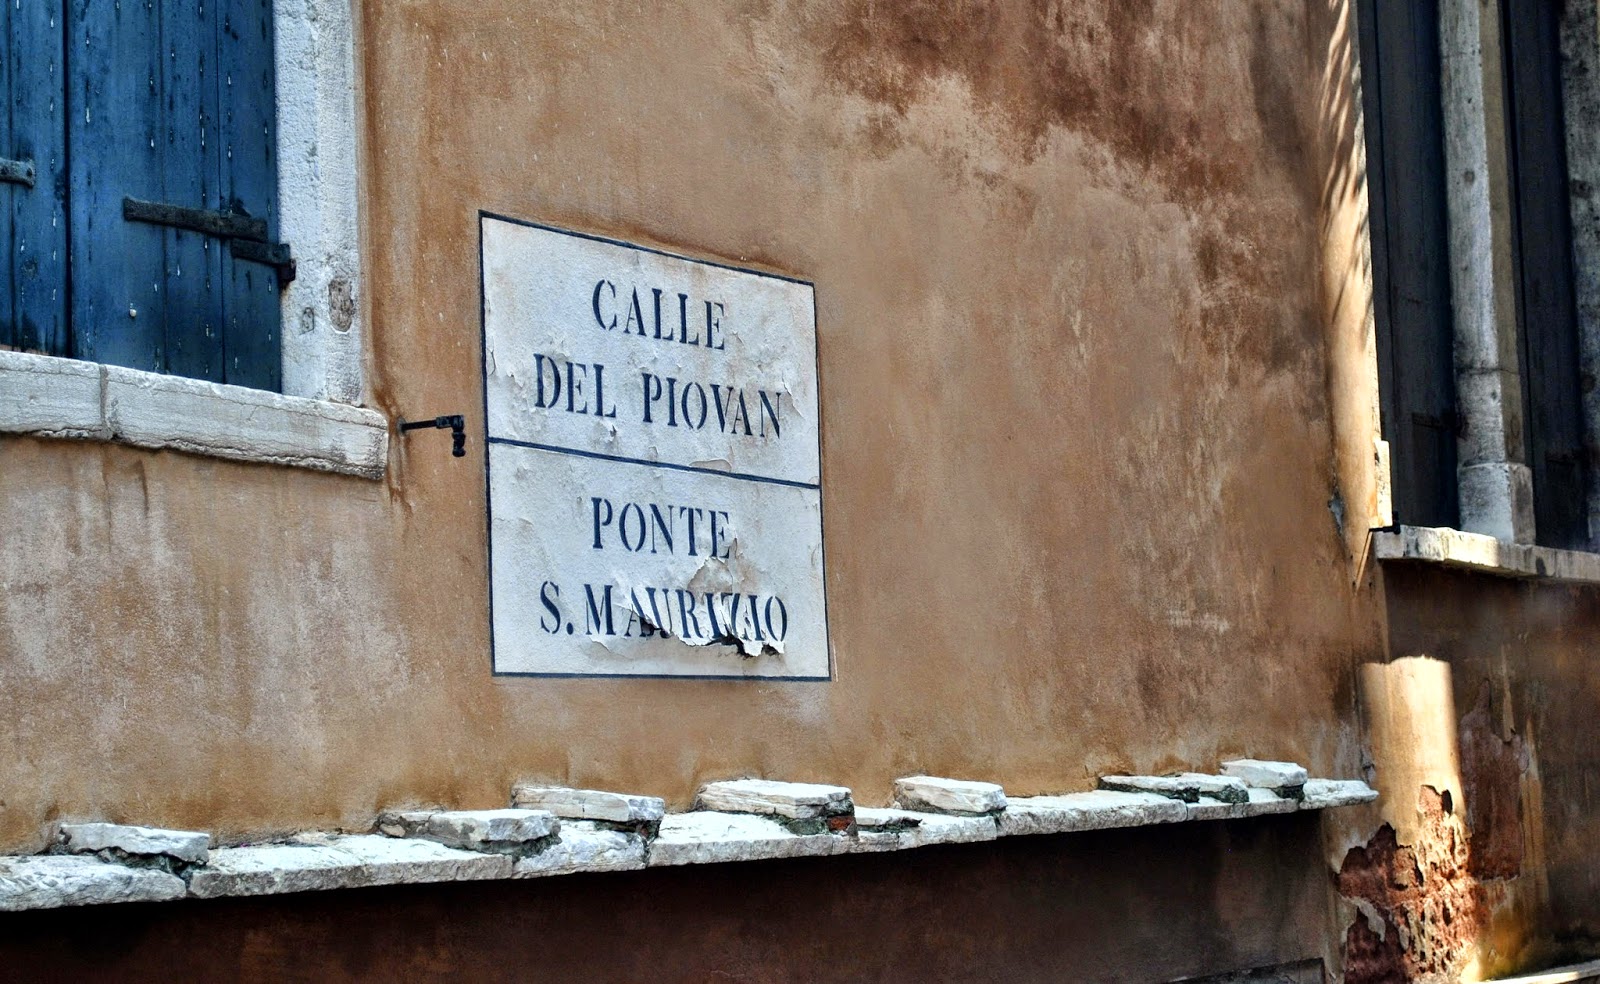 CALLE
DEL PIOVAN
PONTE
S. MAURIZIO